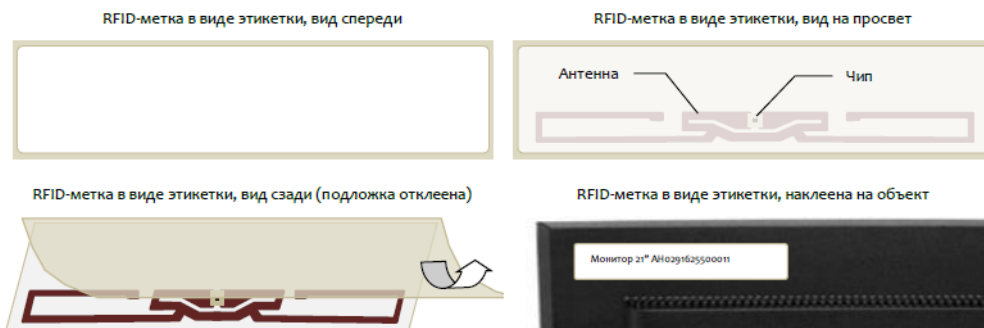 RFID-метка в виде этикетки, вид спереди
RFID-метка в виде этикетки, вид на просвет
Антенна
Чип
RFID-метка в виде этикетки, вид сзади (подложка отклеена)
RFID-метка в виде этикетки, наклеена на объект
Монитор 21" АН0291625500011